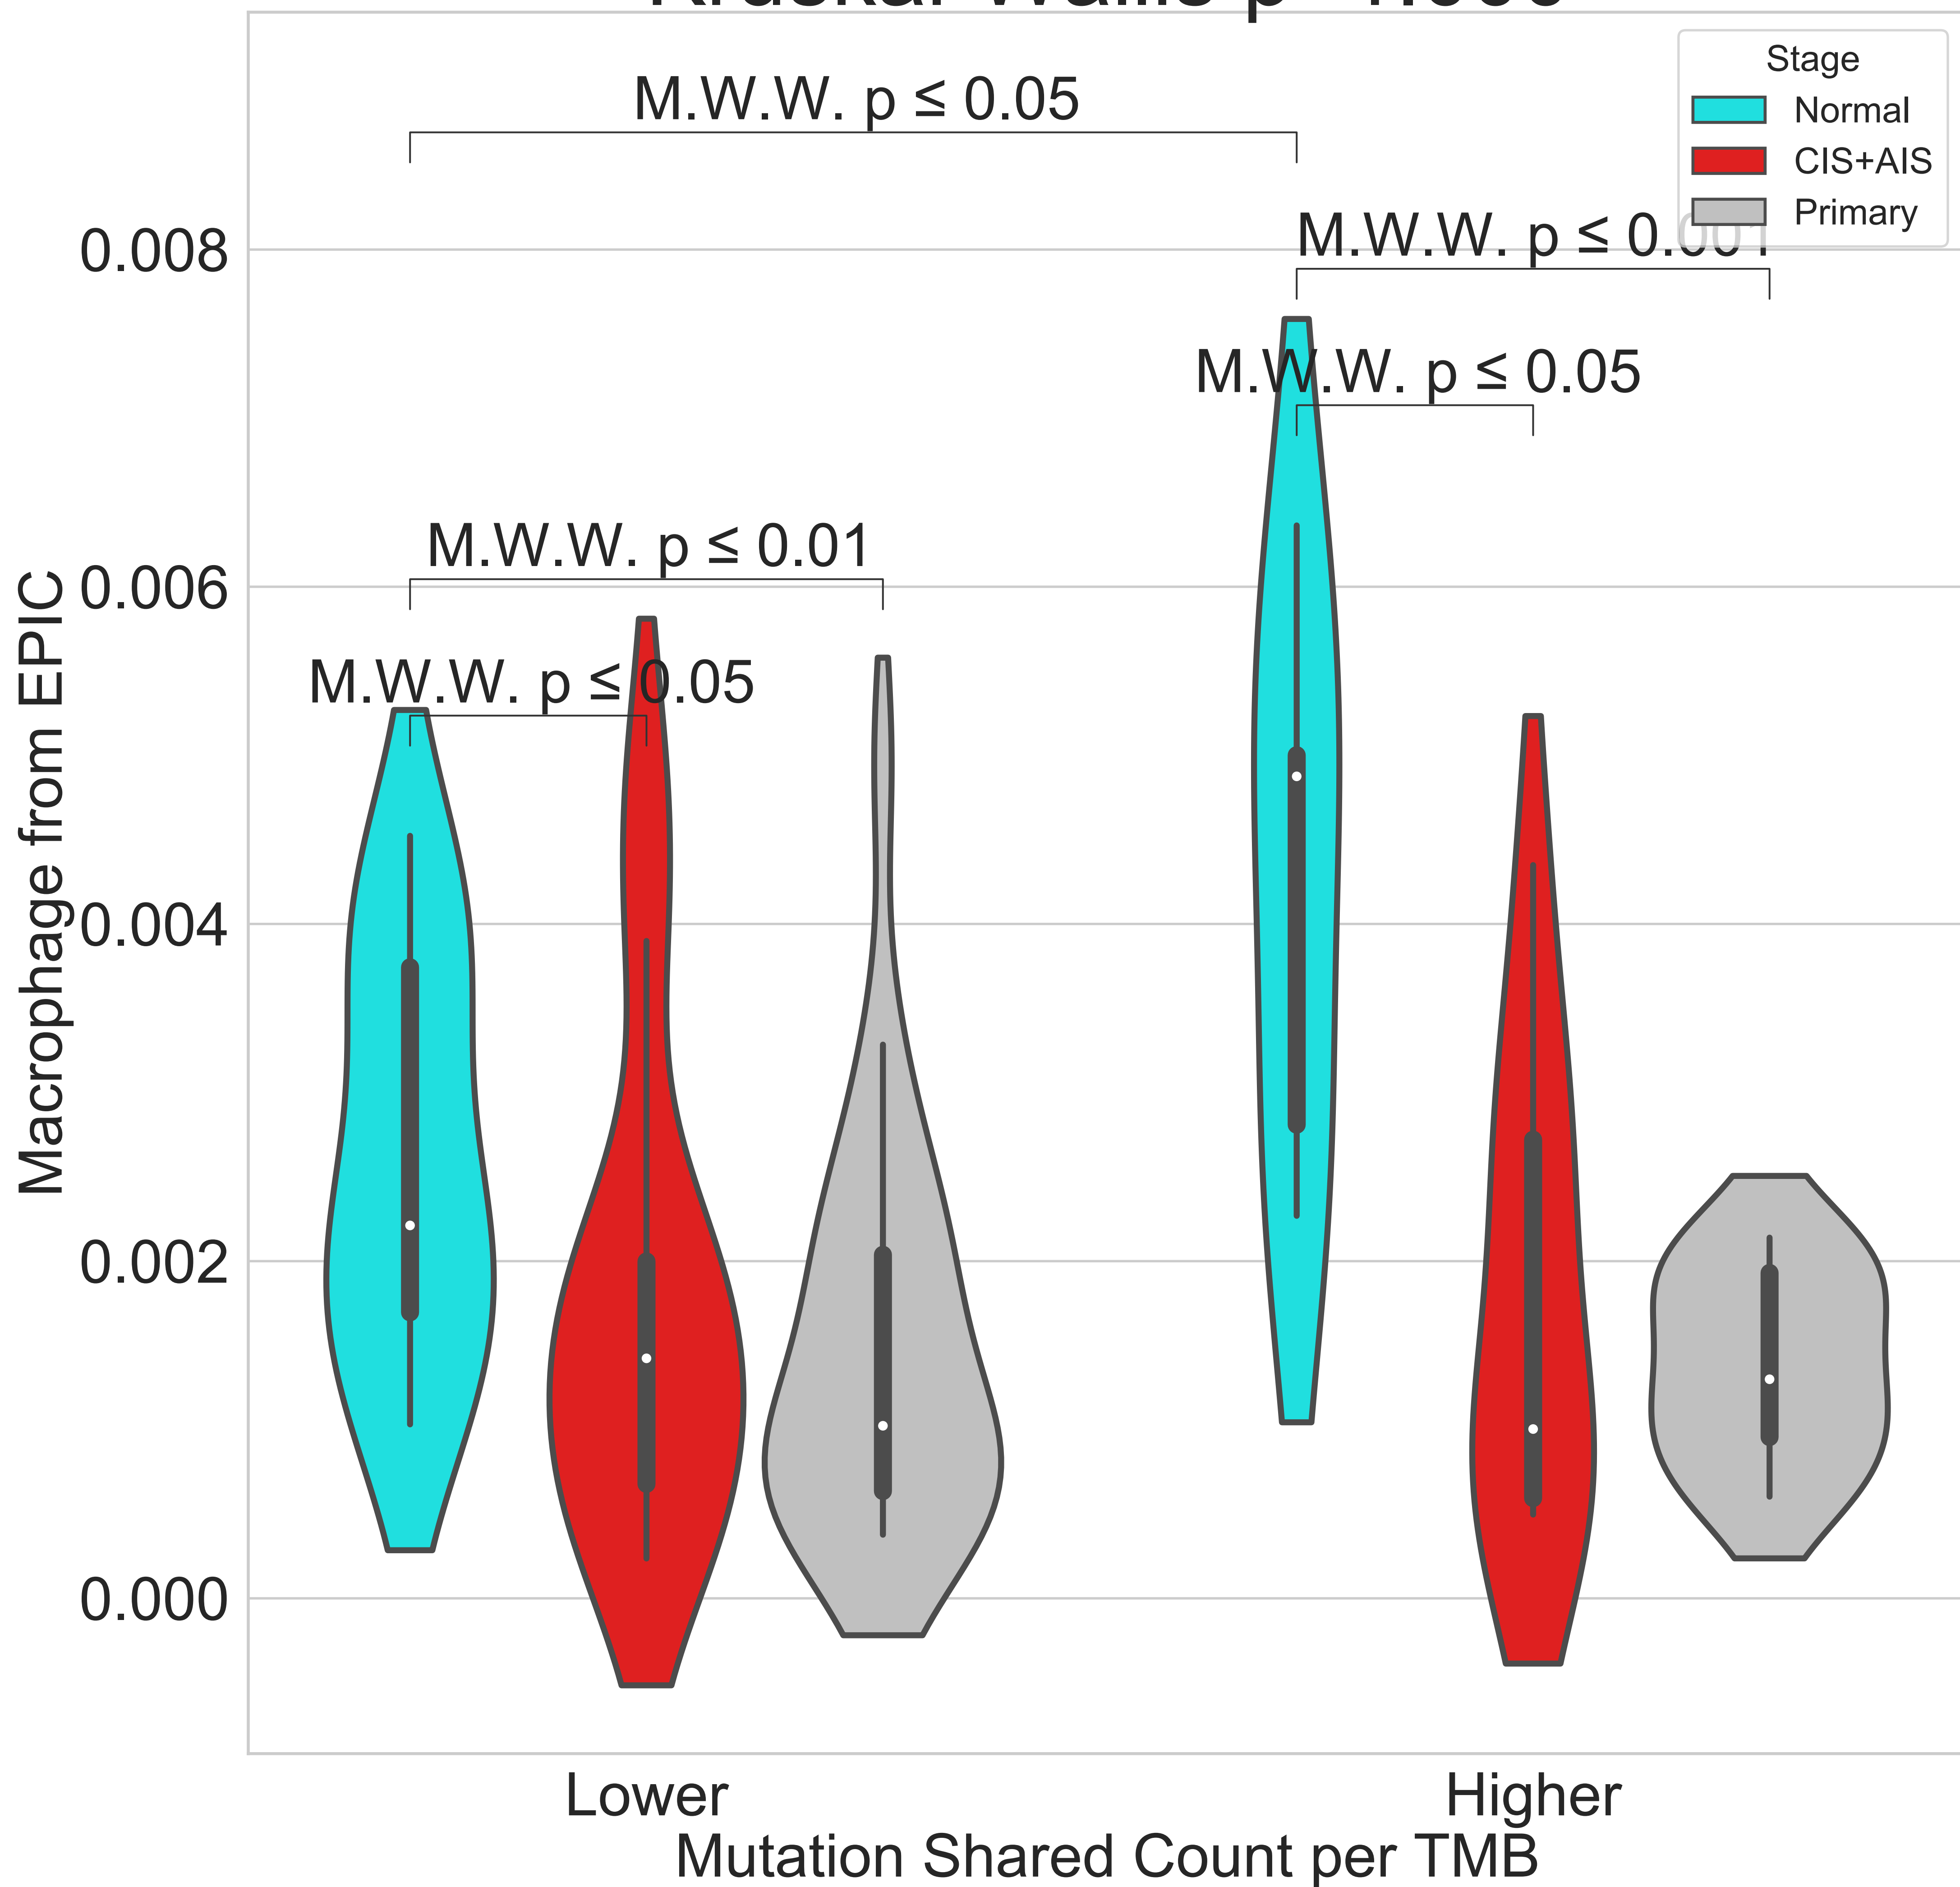 M.W.W. p ≤ 0.05
Stage
Normal
CIS+AIS
Primary
M.W.W. p ≤ 0.001
M.W.W. p ≤ 0.05
M.W.W. p ≤ 0.01
M.W.W. p ≤ 0.05
0.008
0.006
0.004
0.002
0.000
Macrophage from EPIC
Lower
Higher
Mutation Shared Count per TMB